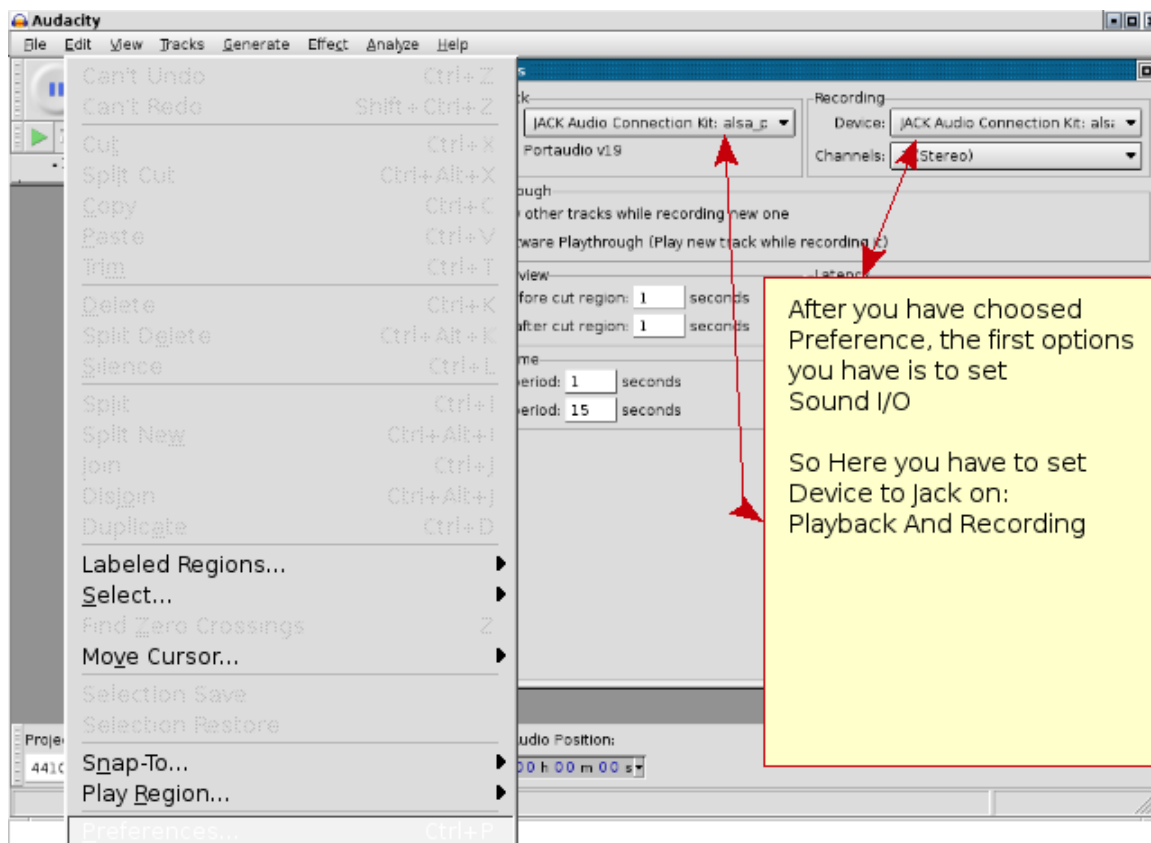 Audacity
File Edit View Tracks Generate Effect Analyze Help
Can't Undo Ctrl+Z
Can't Redo Shift+Ctrl+Z
Cut Ctrl+X
Split Cut Ctrl+Alt+X
Copy Ctrl+C
Paste Ctrl+V
Trim Ctrl+T
Delete Ctrl+K
Split Delete Ctrl+Alt+K
Silence Ctrl+L
Split Ctrl+I
Split New Ctrl+Alt+I
Join Ctrl+J
Disjoin Ctrl+Alt+J
Duplicate Ctrl+D
Labeled Regions...
Select...
Find Zero Crossings Z
Move Cursor...
Selection Save
Selection Restore
Snap-To...
Play Region...
Preferences... Ctrl+P
JACK Audio Connection Kit: alsa_p
Portaudio v19
Recording
Device: JACK Audio Connection Kit: als
Channels: (Stereo)
other tracks while recording new one
ware Playthrough (Play new track while recording it)
view
fore cut region: 1 seconds
after cut region: 1 seconds
Latency
period: 1 seconds
period: 15 seconds
After you have choosed
Preference, the first options
you have is to set
Sound I/O
So Here you have to set
Device to Jack on:
Playback And Recording
Proje
441
udio Position:
00 h 00 m 00 s